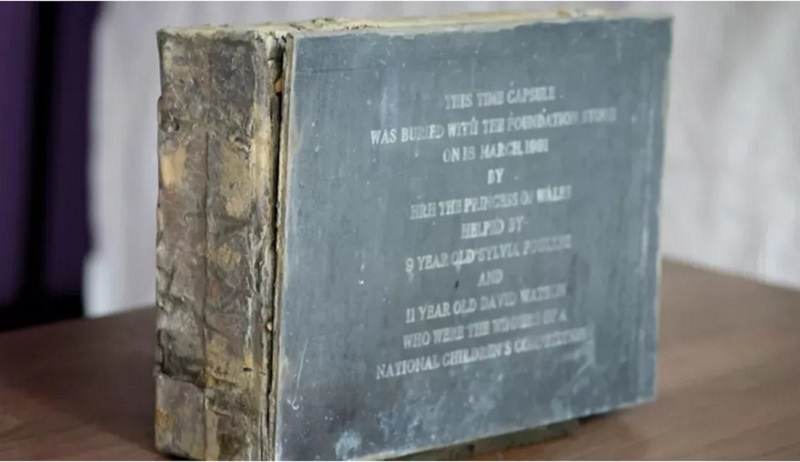 THIS TIME CAPSULE
WAS BURIED WITH THE FOUNDATION STONE
ON 18 MARCH, 1991
BY
HRH THE PRINCESS OF WALES
HELPED BY
9 YEAR OLD SYLVIA
AND
11 YEAR OLD DAVID WATSON
WHO WERE THE WINNERS OF A
NATIONAL CHILDREN'S COMPETITION